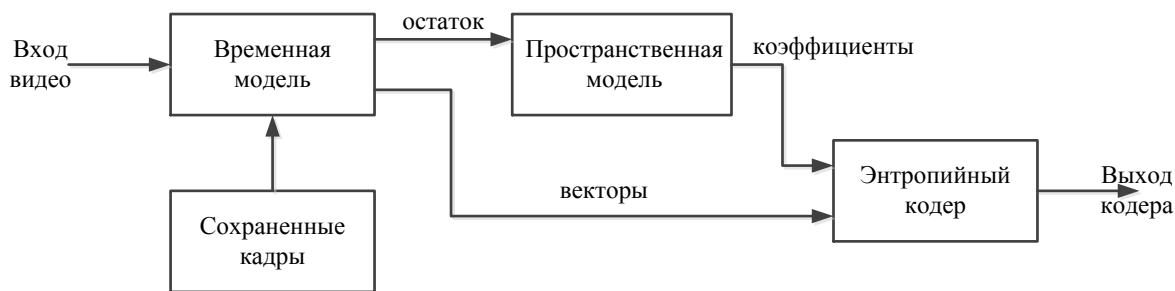 остаток
Вход
видео
Временная
модель
Пространственная
модель
коэффициенты
векторы
Энтропийный
кодер
Выход
кодера
Сохраненные
кадры